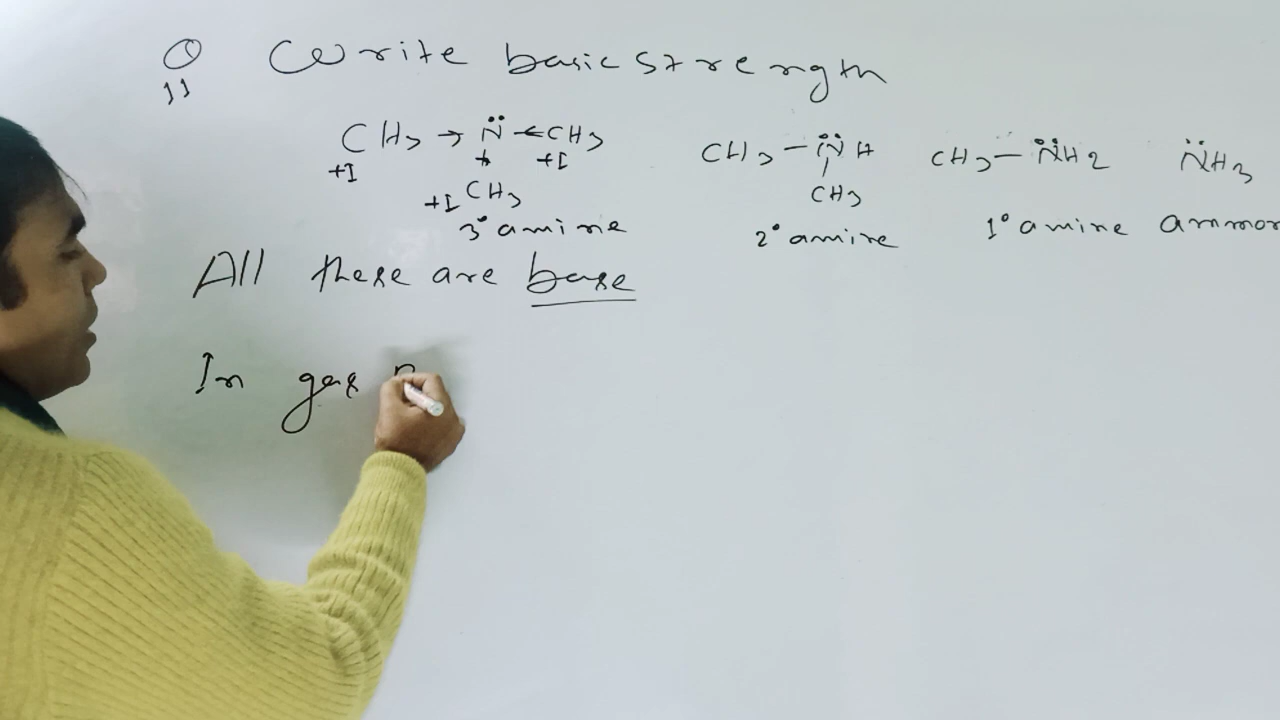 Q Write basic strength
11
CH3 → N̈ ← CH3 CH3 – N̈H CH3 – N̈H2 N̈H3
+I +I
+I CH3 CH3
3° amine 2° amine 1° amine ammon
All these are base
In gas P